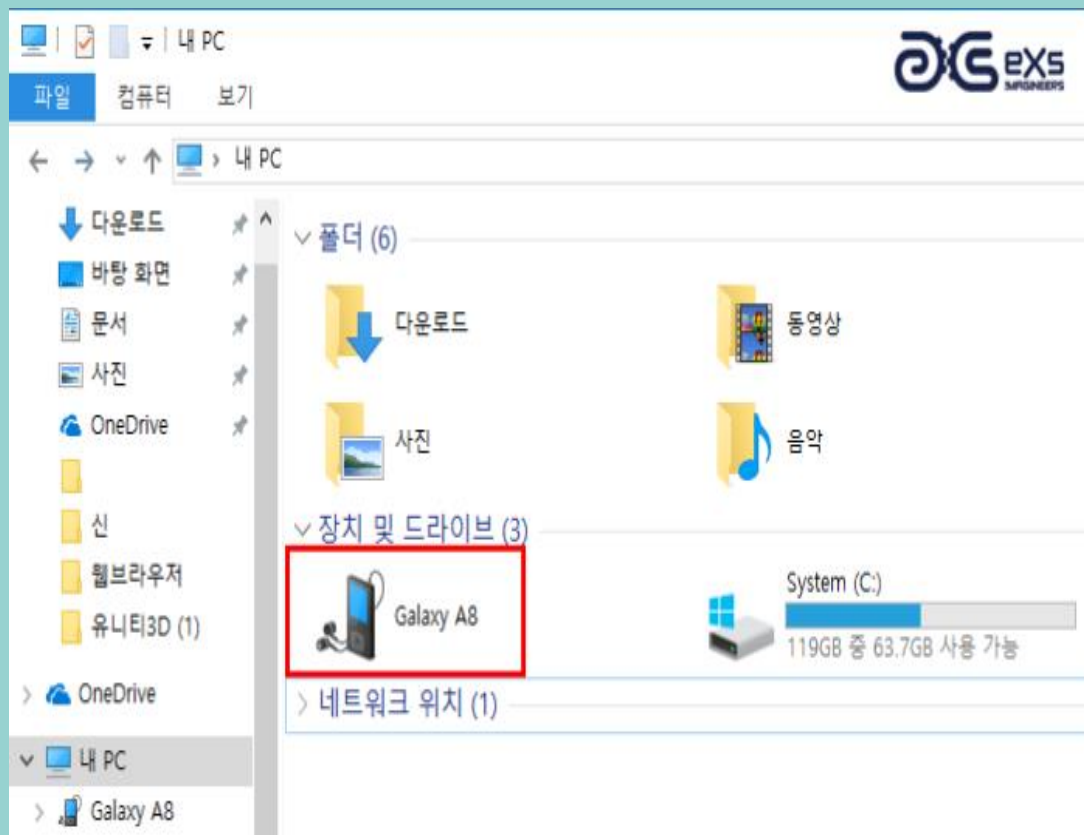 내 PC
eXs
IMAGINEERS
파일 컴퓨터 보기
내 PC
다운로드
바탕 화면
문서
사진
OneDrive
신
웹브라우저
유니티3D (1)
OneDrive
내 PC
Galaxy A8
폴더 (6)
다운로드
동영상
사진
음악
장치 및 드라이브 (3)
Galaxy A8
System (C:)
119GB 중 63.7GB 사용 가능
네트워크 위치 (1)